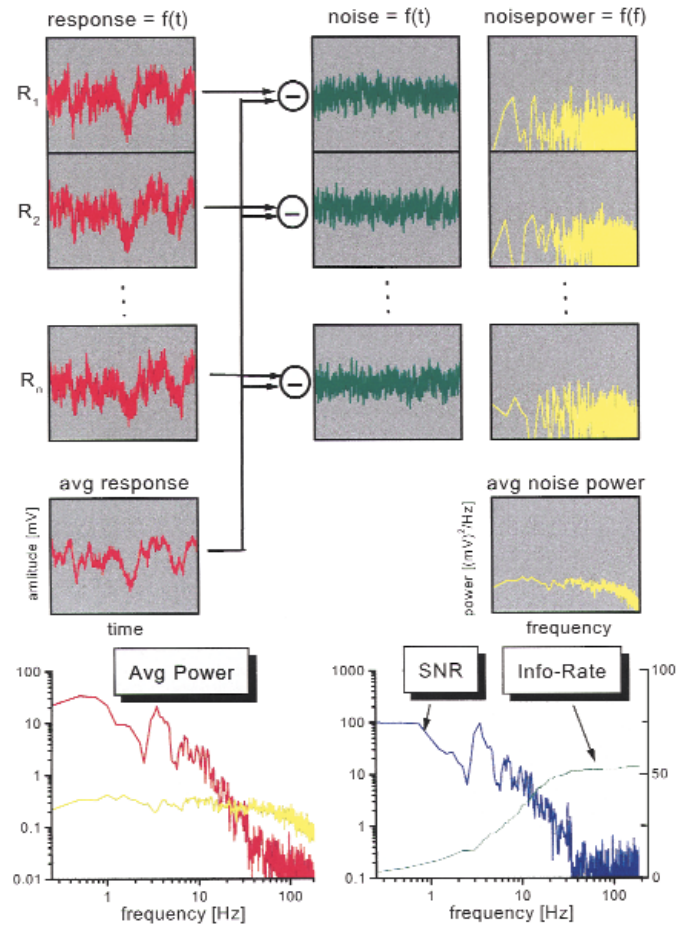 response = f(t)
noise = f(t)
noisepower = f(f)
R1
R2
Rn
avg response
avg noise power
amlitude [mV]
power [(mV)²/Hz]
time
frequency
Avg Power
SNR
Info-Rate
100
10
1
0.1
0.01
1
10
100
frequency [Hz]
1000
100
10
1
0.1
100
50
0
1
10
100
frequency [Hz]